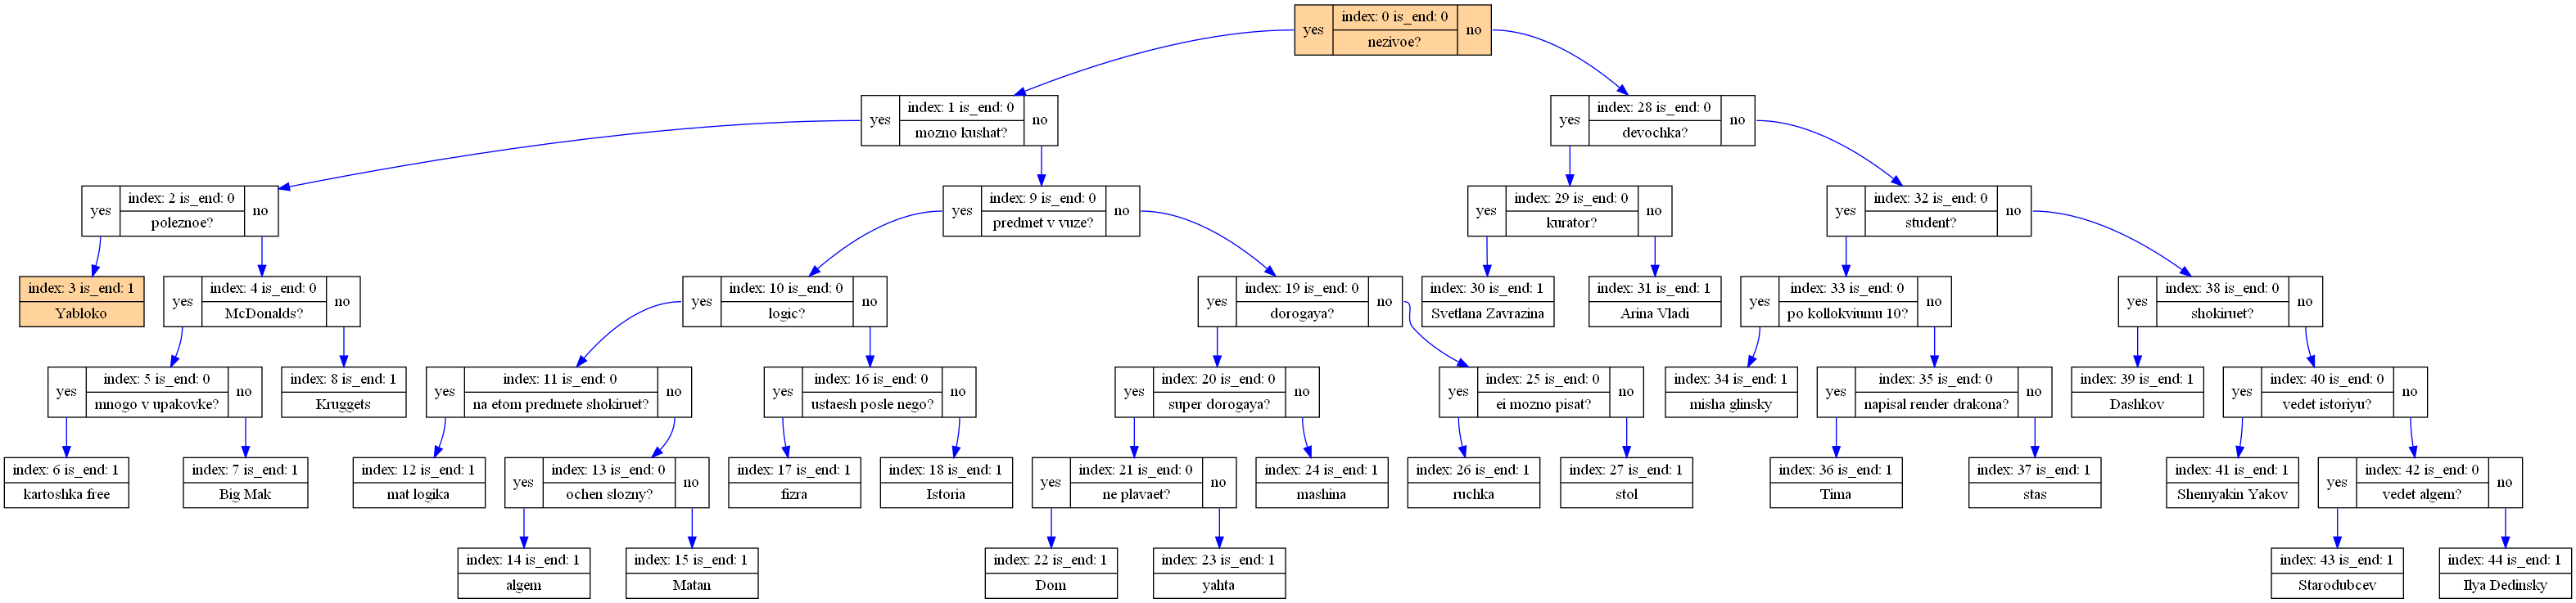 yes
index: 0 is_end: 0
nezivoe?
no
yes
index: 1 is_end: 0
mozno kushat?
no
yes
index: 28 is_end: 0
devochka?
no
yes
index: 2 is_end: 0
poleznoe?
no
yes
index: 9 is_end: 0
predmet v vuze?
no
yes
index: 29 is_end: 0
kurator?
no
yes
index: 32 is_end: 0
student?
no
index: 3 is_end: 1
Yabloko
yes
index: 4 is_end: 0
McDonalds?
no
yes
index: 10 is_end: 0
logic?
no
yes
index: 19 is_end: 0
dorogaya?
no
index: 30 is_end: 1
Svetlana Zavrazina
index: 31 is_end: 1
Arina Vladi
yes
index: 33 is_end: 0
po kollokviumu 10?
no
yes
index: 38 is_end: 0
shokiruet?
no
yes
index: 5 is_end: 0
mnogo v upakovke?
no
index: 8 is_end: 1
Kruggets
yes
index: 11 is_end: 0
na etom predmete shokiruet?
no
yes
index: 16 is_end: 0
ustaesh posle nego?
no
yes
index: 20 is_end: 0
super dorogaya?
no
yes
index: 25 is_end: 0
ei mozno pisat?
no
index: 34 is_end: 1
misha glinsky
yes
index: 35 is_end: 0
napisal render drakona?
no
index: 39 is_end: 1
Dashkov
yes
index: 40 is_end: 0
vedet istoriyu?
no
index: 6 is_end: 1
kartoshka free
index: 7 is_end: 1
Big Mak
index: 12 is_end: 1
mat logika
yes
index: 13 is_end: 0
ochen slozny?
no
index: 17 is_end: 1
fizra
index: 18 is_end: 1
Istoria
yes
index: 21 is_end: 0
ne plavaet?
no
index: 24 is_end: 1
mashina
index: 26 is_end: 1
ruchka
index: 27 is_end: 1
stol
index: 36 is_end: 1
Tima
index: 37 is_end: 1
stas
index: 41 is_end: 1
Shemyakin Yakov
yes
index: 42 is_end: 0
vedet algem?
no
index: 14 is_end: 1
algem
index: 15 is_end: 1
Matan
index: 22 is_end: 1
Dom
index: 23 is_end: 1
yahta
index: 43 is_end: 1
Starodubcev
index: 44 is_end: 1
Ilya Dedinsky